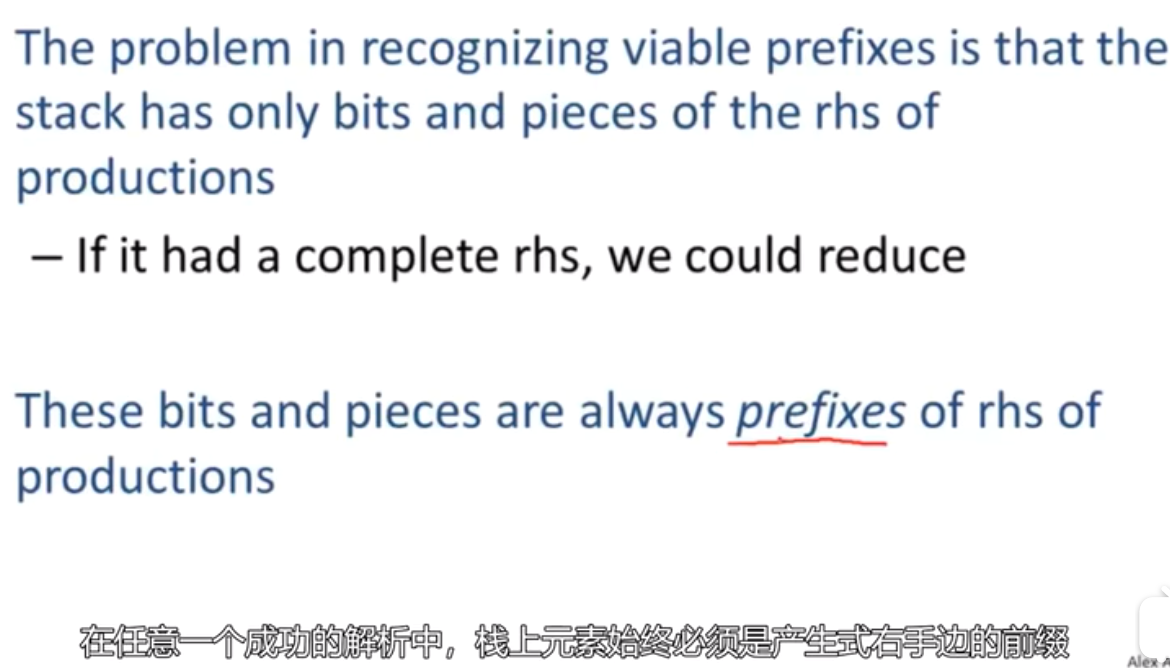 The problem in recognizing viable prefixes is that the
stack has only bits and pieces of the rhs of
productions
– If it had a complete rhs, we could reduce
These bits and pieces are always prefixes of rhs of
productions
在任意一个成功的解析中，栈上元素始终必须是产生式右手边的前缀
Alex A